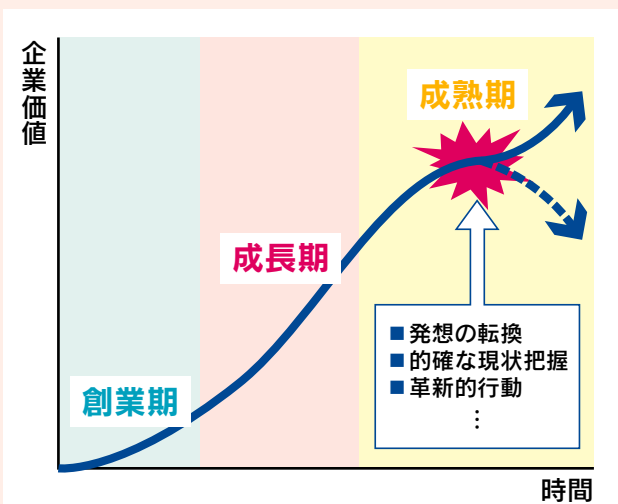 企業価値
成熟期
成長期
創業期
■発想の転換
■的確な現状把握
■革新的行動
⋮
時間